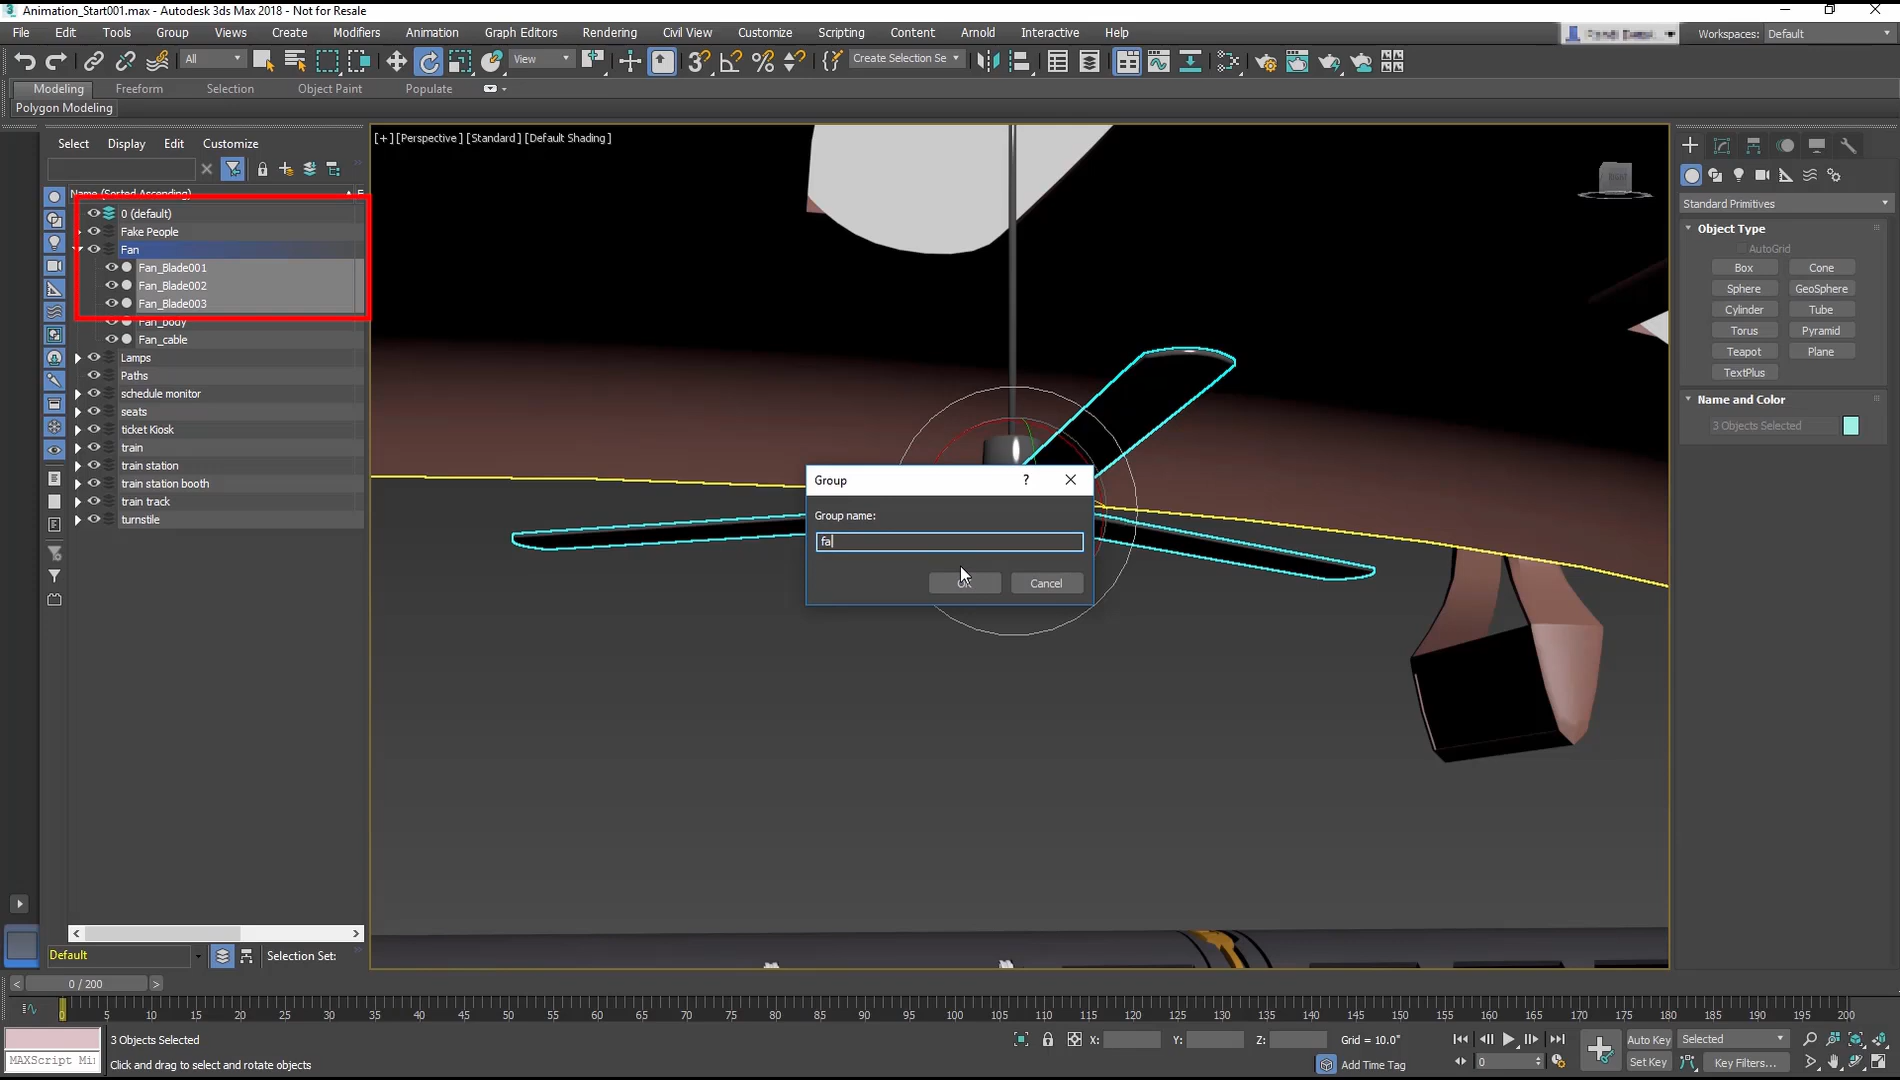 Animation_Start001.max - Autodesk 3ds Max 2018 - Not for Resale
File Edit Tools Group Views Create Modifiers Animation Graph Editors Rendering Civil View Customize Scripting Content Arnold Interactive Help
Workspaces: Default
All View Create Selection Se
Modeling Freeform Selection Object Paint Populate
Polygon Modeling
Select Display Edit Customize
Name (Sorted Ascending)
0 (default)
Fake People
Fan
Fan_Blade001
Fan_Blade002
Fan_Blade003
Fan_body
Fan_cable
Lamps
Paths
schedule monitor
seats
ticket Kiosk
train
train station
train station booth
train track
turnstile
Default
Selection Set:
[+] [Perspective] [Standard] [Default Shading]
RIGHT
Group
?
Group name:
fa
OK
Cancel
Standard Primitives
Object Type
AutoGrid
Box Cone
Sphere GeoSphere
Cylinder Tube
Torus Pyramid
Teapot Plane
TextPlus
Name and Color
3 Objects Selected
< 0 / 200 >
0 5 10 15 20 25 30 35 40 45 50 55 60 65 70 75 80 85 90 95 100 105 110 115 120 125 130 135 140 145 150 155 160 165 170 175 180 185 190 195 200
3 Objects Selected
MAXScript Mi
Click and drag to select and rotate objects
X: Y: Z: Grid = 10.0"
Add Time Tag
0
Auto Key Selected
Set Key Key Filters...